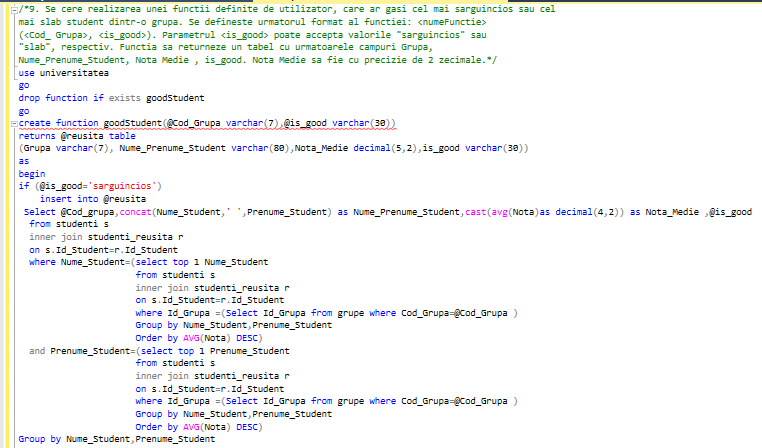 /*9. Se cere realizarea unei functii definite de utilizator, care ar gasi cel mai sarguincios sau cel
mai slab student dintr-o grupa. Se defineste urmatorul format al functiei: <numeFunctie>
(<Cod_ Grupa>, <is_good>). Parametrul <is_good> poate accepta valorile "sarguincios" sau
"slab", respectiv. Functia sa returneze un tabel cu urmatoarele campuri Grupa,
Nume_Prenume_Student, Nota Medie , is_good. Nota Medie sa fie cu precizie de 2 zecimale.*/
use universitatea
go
drop function if exists goodStudent
go
create function goodStudent(@Cod_Grupa varchar(7),@is_good varchar(30))
returns @reusita table
(Grupa varchar(7), Nume_Prenume_Student varchar(80),Nota_Medie decimal(5,2),is_good varchar(30))
as
begin
if (@is_good='sarguincios')
insert into @reusita
Select @Cod_grupa,concat(Nume_Student,' ',Prenume_Student) as Nume_Prenume_Student,cast(avg(Nota)as decimal(4,2)) as Nota_Medie ,@is_good
from studenti s
inner join studenti_reusita r
on s.Id_Student=r.Id_Student
where Nume_Student=(select top 1 Nume_Student
from studenti s
inner join studenti_reusita r
on s.Id_Student=r.Id_Student
where Id_Grupa =(Select Id_Grupa from grupe where Cod_Grupa=@Cod_Grupa )
Group by Nume_Student,Prenume_Student
Order by AVG(Nota) DESC)
and Prenume_Student=(select top 1 Prenume_Student
from studenti s
inner join studenti_reusita r
on s.Id_Student=r.Id_Student
where Id_Grupa =(Select Id_Grupa from grupe where Cod_Grupa=@Cod_Grupa )
Group by Nume_Student,Prenume_Student
Order by AVG(Nota) DESC)
Group by Nume_Student,Prenume_Student